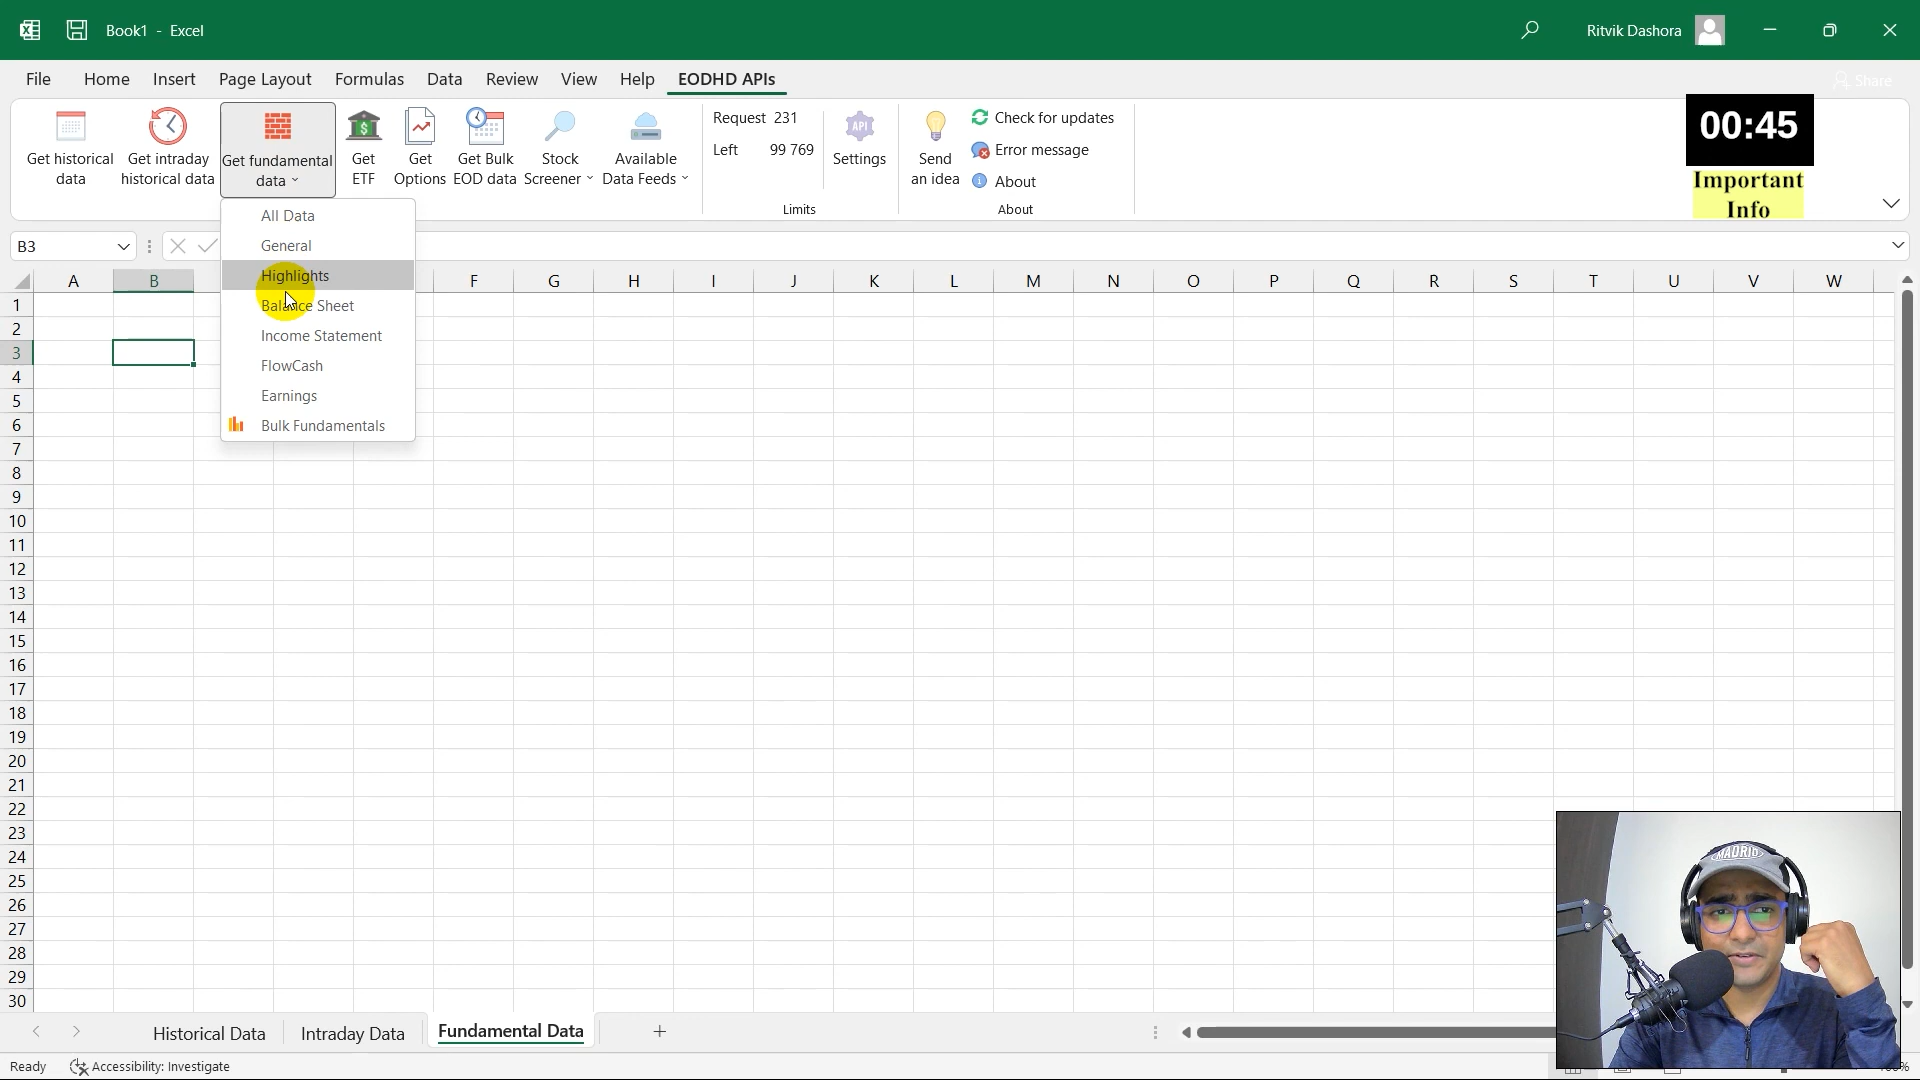 Book1 - Excel
Ritvik Dashora
File Home Insert Page Layout Formulas Data Review View Help EODHD APIs
Share
Get historical data
Get intraday historical data
Get fundamental data
Get ETF
Get Options
Get Bulk EOD data
Stock Screener
Available Data Feeds
Request 231
Left 99 769
Limits
API
Settings
Send an idea
Check for updates
Error message
About
About
00:45
Important
Info
B3
All Data
General
Highlights
Balance Sheet
Income Statement
FlowCash
Earnings
Bulk Fundamentals
A B F G H I J K L M N O P Q R S T U V W
1
2
3
4
5
6
7
8
9
10
11
12
13
14
15
16
17
18
19
20
21
22
23
24
25
26
27
28
29
30
MADRID
Historical Data Intraday Data Fundamental Data
Ready Accessibility: Investigate